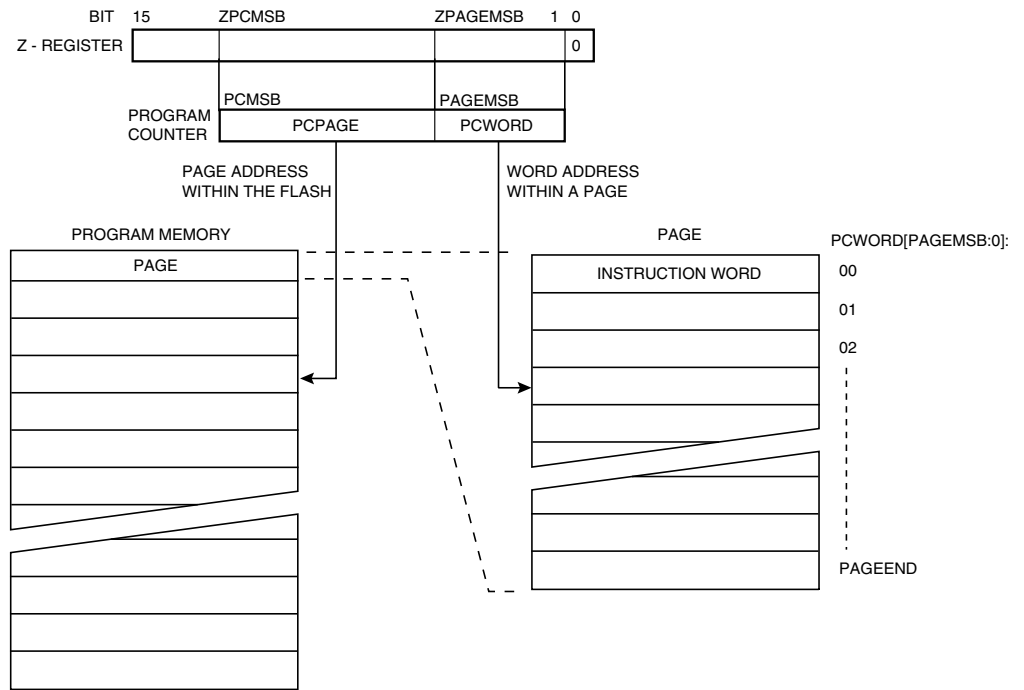 BIT 15 ZPCMSB ZPAGEMSB 1 0
Z - REGISTER 0
PCMSB PAGEMSB
PROGRAM
COUNTER
PCPAGE PCWORD
PAGE ADDRESS
WITHIN THE FLASH
WORD ADDRESS
WITHIN A PAGE
PROGRAM MEMORY
PAGE
PAGE
INSTRUCTION WORD
PCWORD[PAGEMSB:0]:
00
01
02
PAGEEND